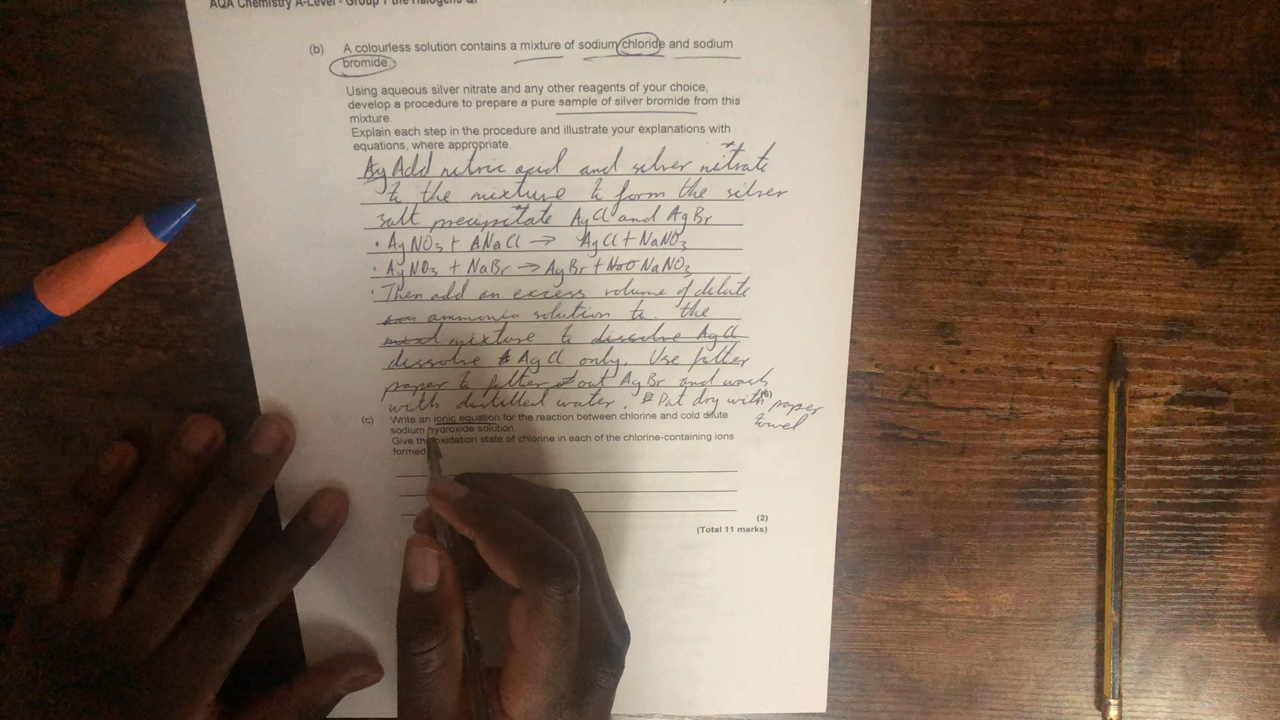 AQA Chemistry A-Level - Group 7 the Halogens QP
(b) A colourless solution contains a mixture of sodium chloride and sodium
bromide.
Using aqueous silver nitrate and any other reagents of your choice,
develop a procedure to prepare a pure sample of silver bromide from this
mixture.
Explain each step in the procedure and illustrate your explanations with
equations, where appropriate.
Ag Add nitric acid and silver nitrate
to the mixture to form the silver
salt precipitate AgCl and AgBr
· AgNO3 + NaCl → AgCl + NaNO3
· AgNO3 + NaBr → AgBr + NaNO3
· Then add an excess volume of dilute
ammonia solution to the
mixture to dissolve AgCl
dissolve AgCl only. Use filter
paper to filter out AgBr and wash
with distilled water. Pat dry with paper
towel
(6)
(c) Write an ionic equation for the reaction between chlorine and cold dilute
sodium hydroxide solution.
Give the oxidation state of chlorine in each of the chlorine-containing ions
formed
(2)
(Total 11 marks)